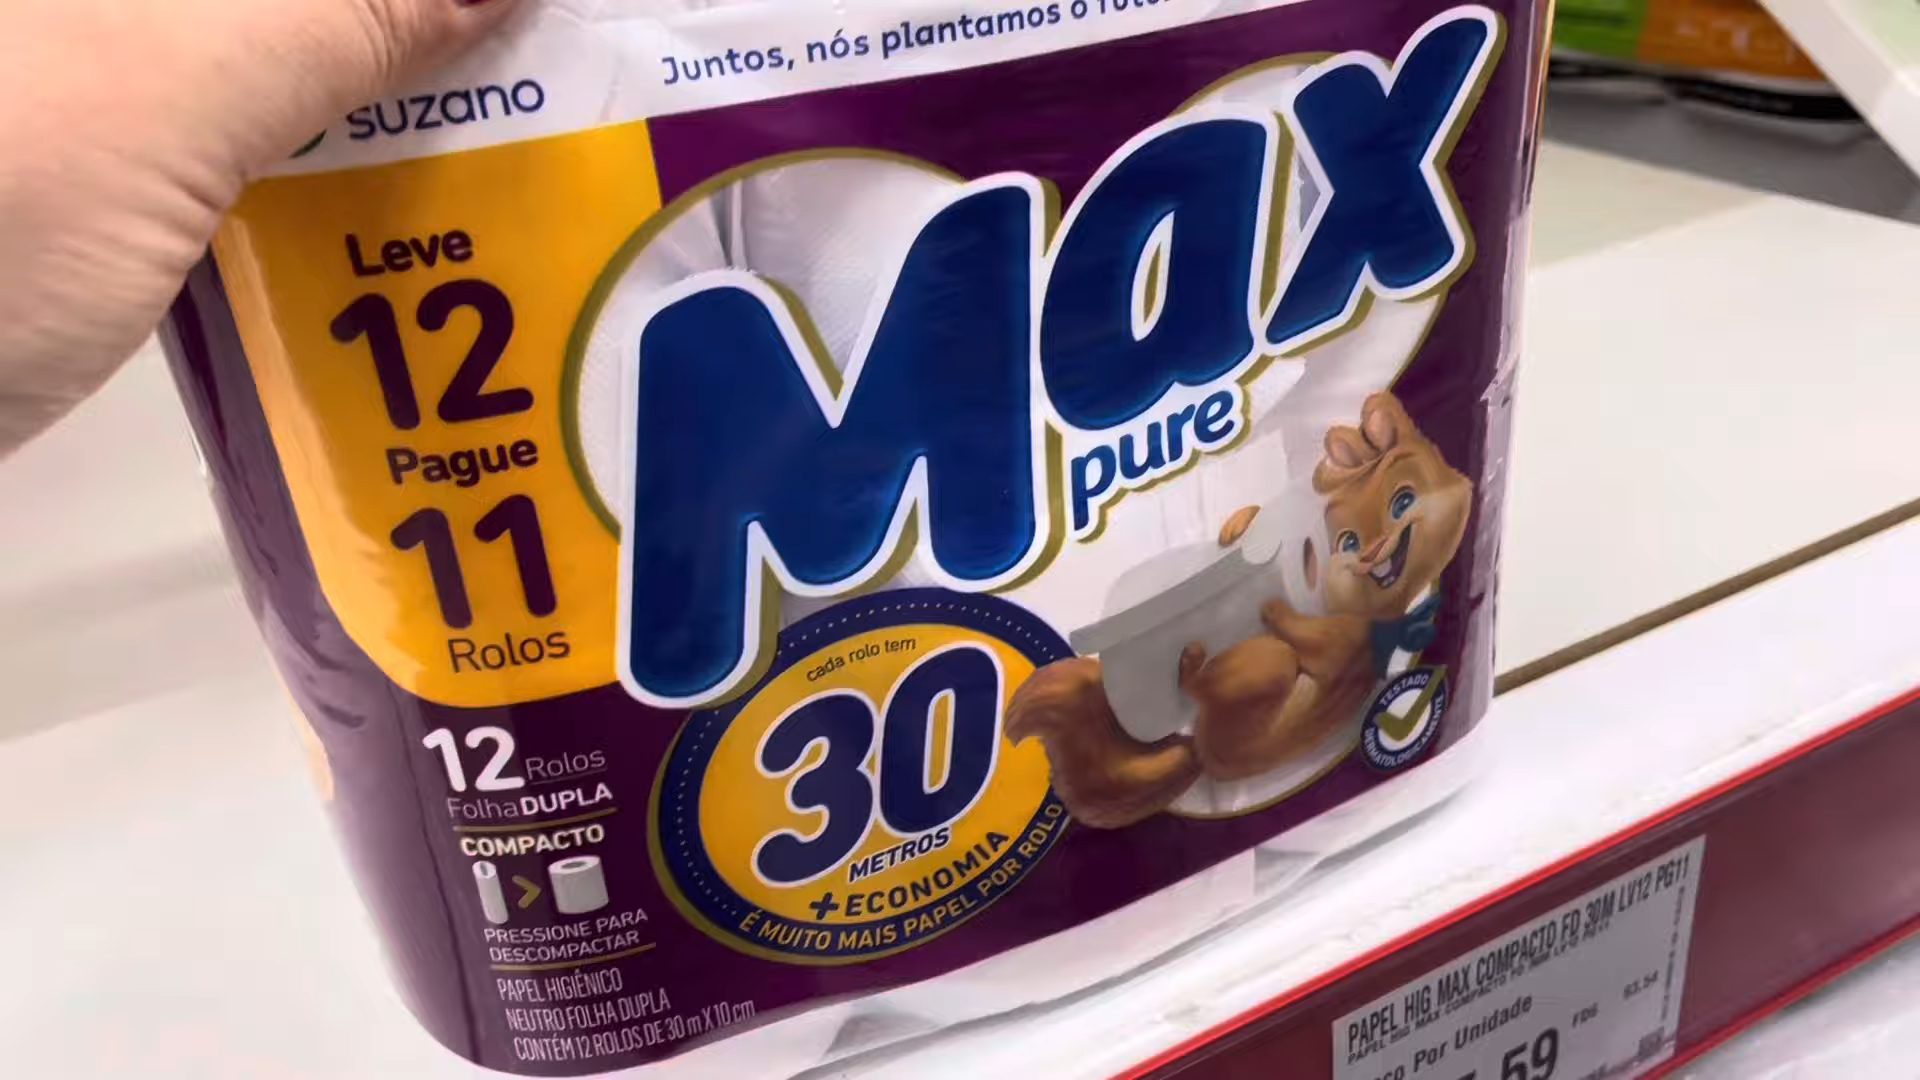 suzano
Juntos, nós plantamos o
Leve
12
Pague
11
Rolos
Max
pure
cada rolo tem
30
METROS
+ECONOMIA
É MUITO MAIS PAPEL POR ROLO
12 Rolos
Folha DUPLA
COMPACTO
PRESSIONE PARA
DESCOMPACTAR
PAPEL HIGIÊNICO
NEUTRO FOLHA DUPLA
CONTÉM 12 ROLOS DE 30 m X 10 cm
TESTADO
DERMATOLOGICAMENTE
PAPEL HIG MAX COMPACTO FD 30M LV12 PG11
Por Unidade
59